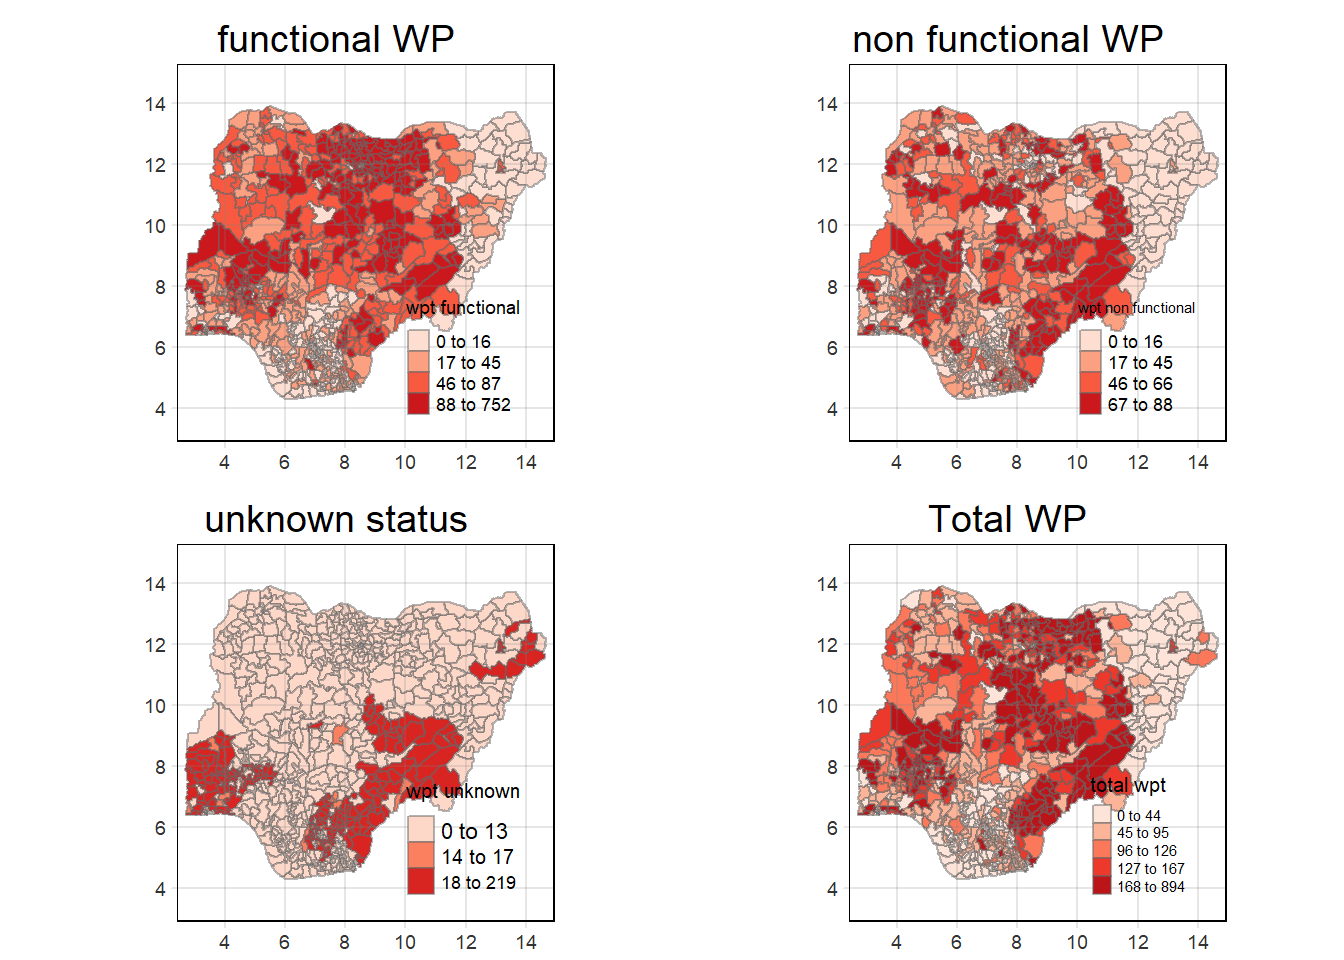 functional WP
14
12
10
8
6
4
wpt functional
0 to 16
17 to 45
46 to 87
88 to 752
4 6 8 10 12 14
non functional WP
14
12
10
8
6
4
wpt non functional
0 to 16
17 to 45
46 to 66
67 to 88
4 6 8 10 12 14
unknown status
14
12
10
8
6
4
wpt unknown
0 to 13
14 to 17
18 to 219
4 6 8 10 12 14
Total WP
14
12
10
8
6
4
total wpt
0 to 44
45 to 95
96 to 126
127 to 167
168 to 894
4 6 8 10 12 14